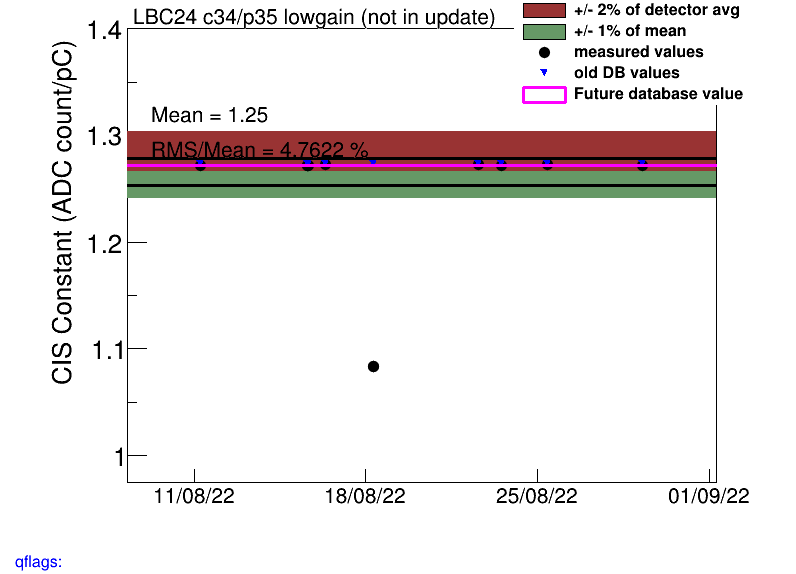 LBC24 c34/p35 lowgain (not in update)
+/- 2% of detector avg
+/- 1% of mean
measured values
old DB values
Future database value
Mean = 1.25
RMS/Mean = 4.7622 %
CIS Constant (ADC count/pC)
1.4
1.3
1.2
1.1
1
11/08/22
18/08/22
25/08/22
01/09/22
qflags: